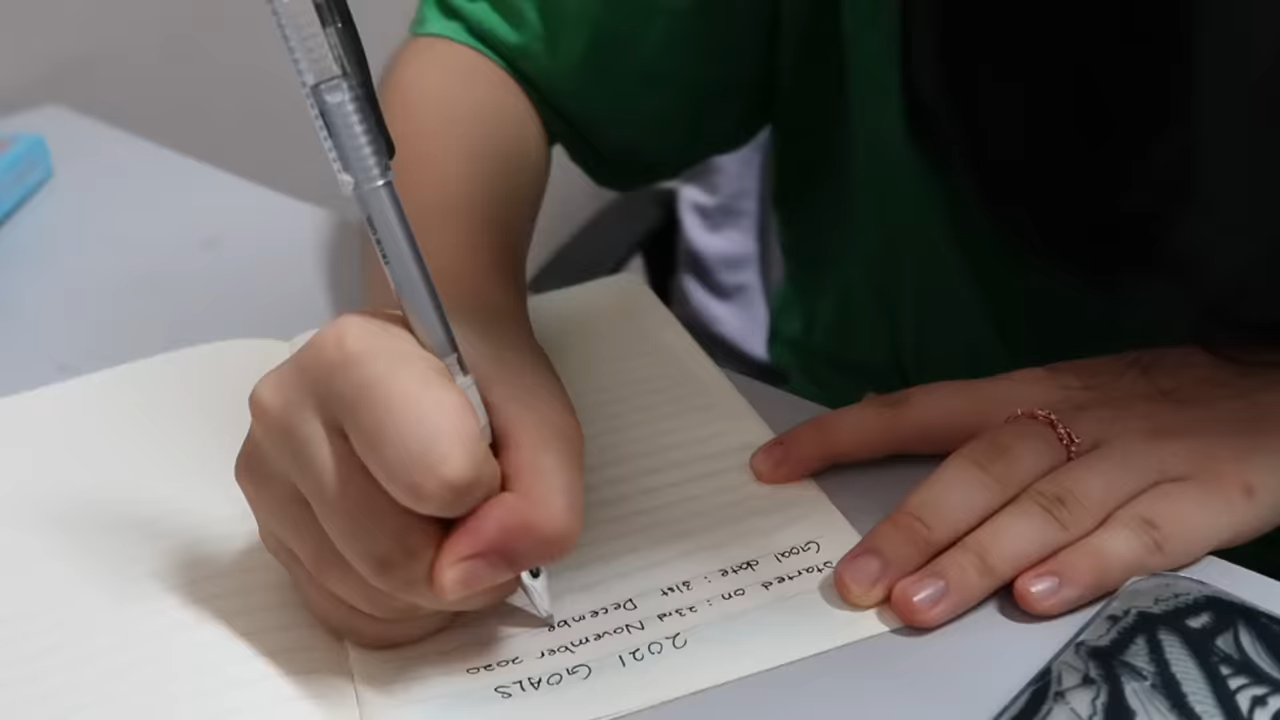 2021 GOALS
Started on : 23rd November 2020
Goal date : 31st Decembe